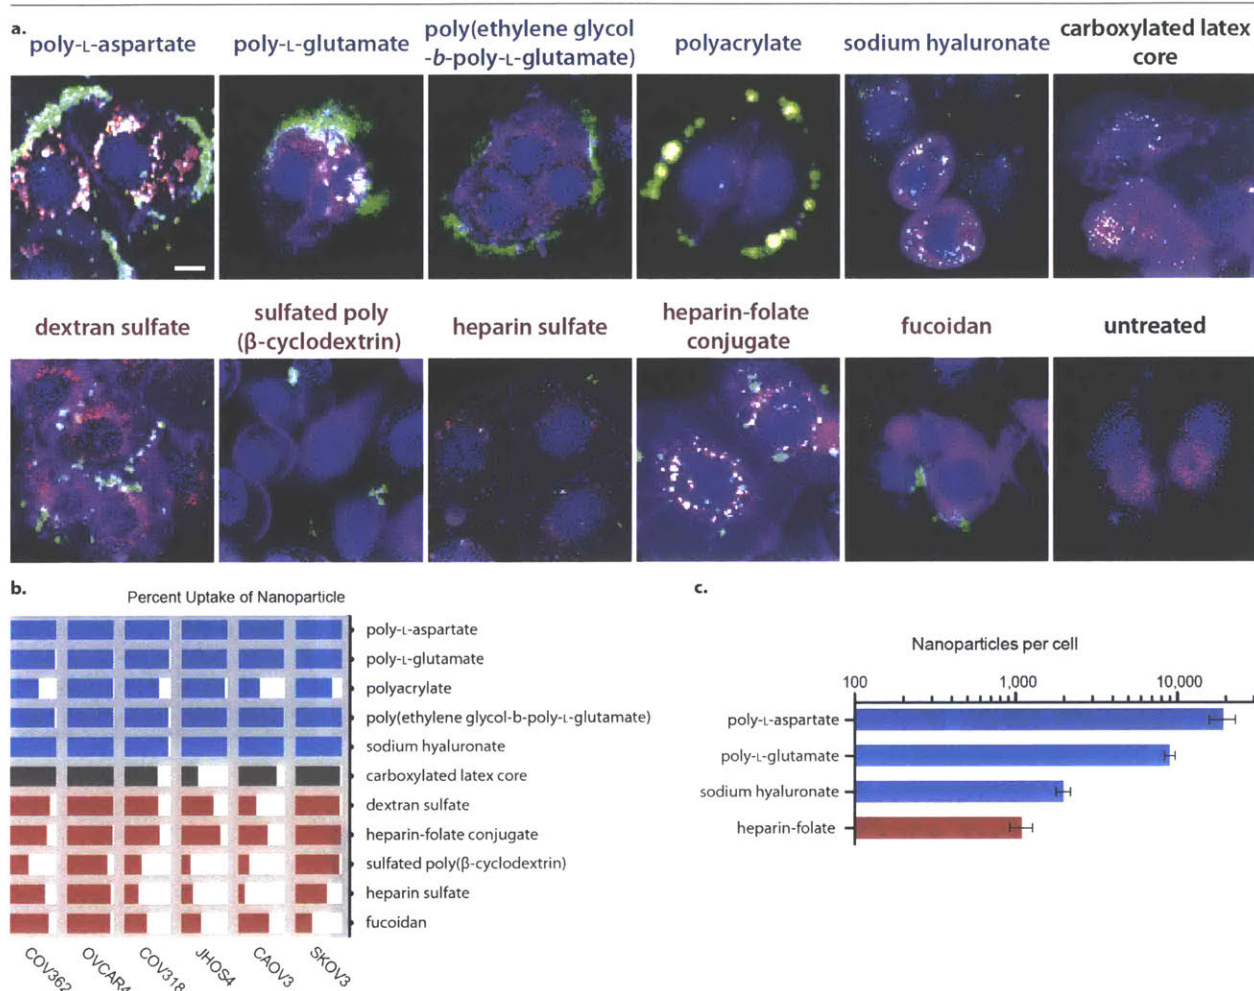 a.
poly-L-aspartate
poly-L-glutamate
poly(ethylene glycol
-b-poly-L-glutamate)
polyacrylate
sodium hyaluronate
carboxylated latex
core
dextran sulfate
sulfated poly
(β-cyclodextrin)
heparin sulfate
heparin-folate
conjugate
fucoidan
untreated
b.
Percent Uptake of Nanoparticle
poly-L-aspartate
poly-L-glutamate
polyacrylate
poly(ethylene glycol-b-poly-L-glutamate)
sodium hyaluronate
carboxylated latex core
dextran sulfate
heparin-folate conjugate
sulfated poly(β-cyclodextrin)
heparin sulfate
fucoidan
COV362
OVCAR4
COV318
JHOS4
CAOV3
SKOV3
c.
Nanoparticles per cell
100
1,000
10,000
poly-L-aspartate
poly-L-glutamate
sodium hyaluronate
heparin-folate